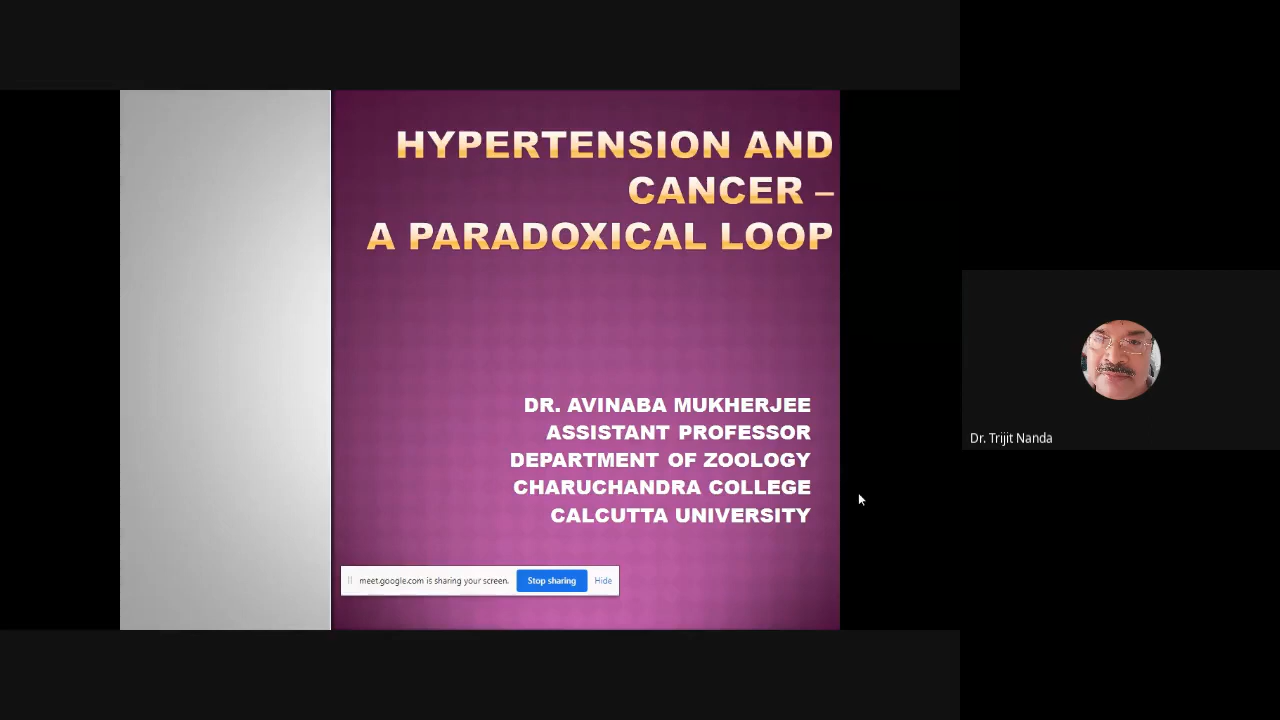 HYPERTENSION AND
CANCER –
A PARADOXICAL LOOP
DR. AVINABA MUKHERJEE
ASSISTANT PROFESSOR
DEPARTMENT OF ZOOLOGY
CHARUCHANDRA COLLEGE
CALCUTTA UNIVERSITY
meet.google.com is sharing your screen. Stop sharing Hide
Dr. Trijit Nanda